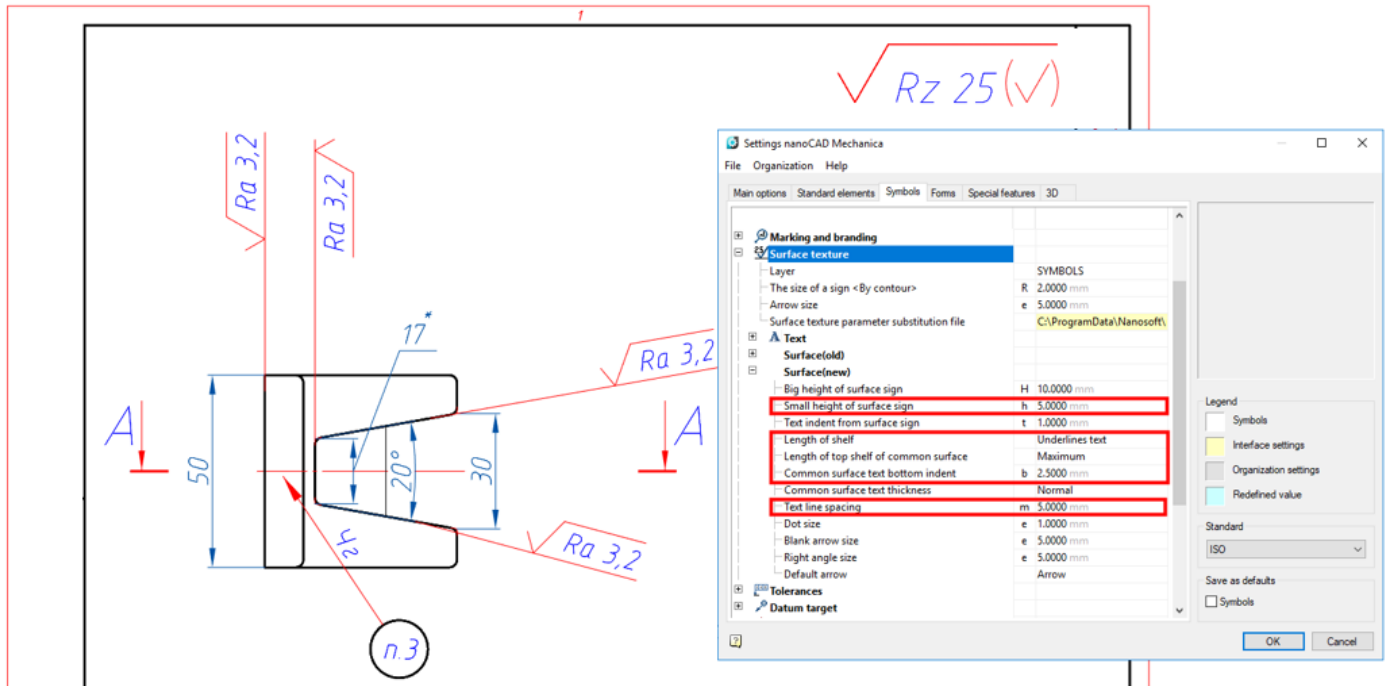 1
Rz 25 (√)
Ra 3,2
Ra 3,2
17*
Ra 3,2
A
A
50
20°
30
Ra 3,2
п.3
Settings nanoCAD Mechanica
File Organization Help
Main options Standard elements Symbols Forms Special features 3D
Marking and branding
Surface texture
Layer SYMBOLS
The size of a sign <By contour> R 2.0000 mm
Arrow size e 5.0000 mm
Surface texture parameter substitution file C:\ProgramData\Nanosoft\
Text
Surface(old)
Surface(new)
Big height of surface sign H 10.0000 mm
Small height of surface sign h 5.0000 mm
Text indent from surface sign t 1.0000 mm
Length of shelf Underlines text
Length of top shelf of common surface Maximum
Common surface text bottom indent b 2.5000 mm
Common surface text thickness Normal
Text line spacing m 5.0000 mm
Dot size e 1.0000 mm
Blank arrow size e 5.0000 mm
Right angle size e 5.0000 mm
Default arrow Arrow
Tolerances
Datum target
Legend
Symbols
Interface settings
Organization settings
Redefined value
Standard
ISO
Save as defaults
Symbols
OK Cancel